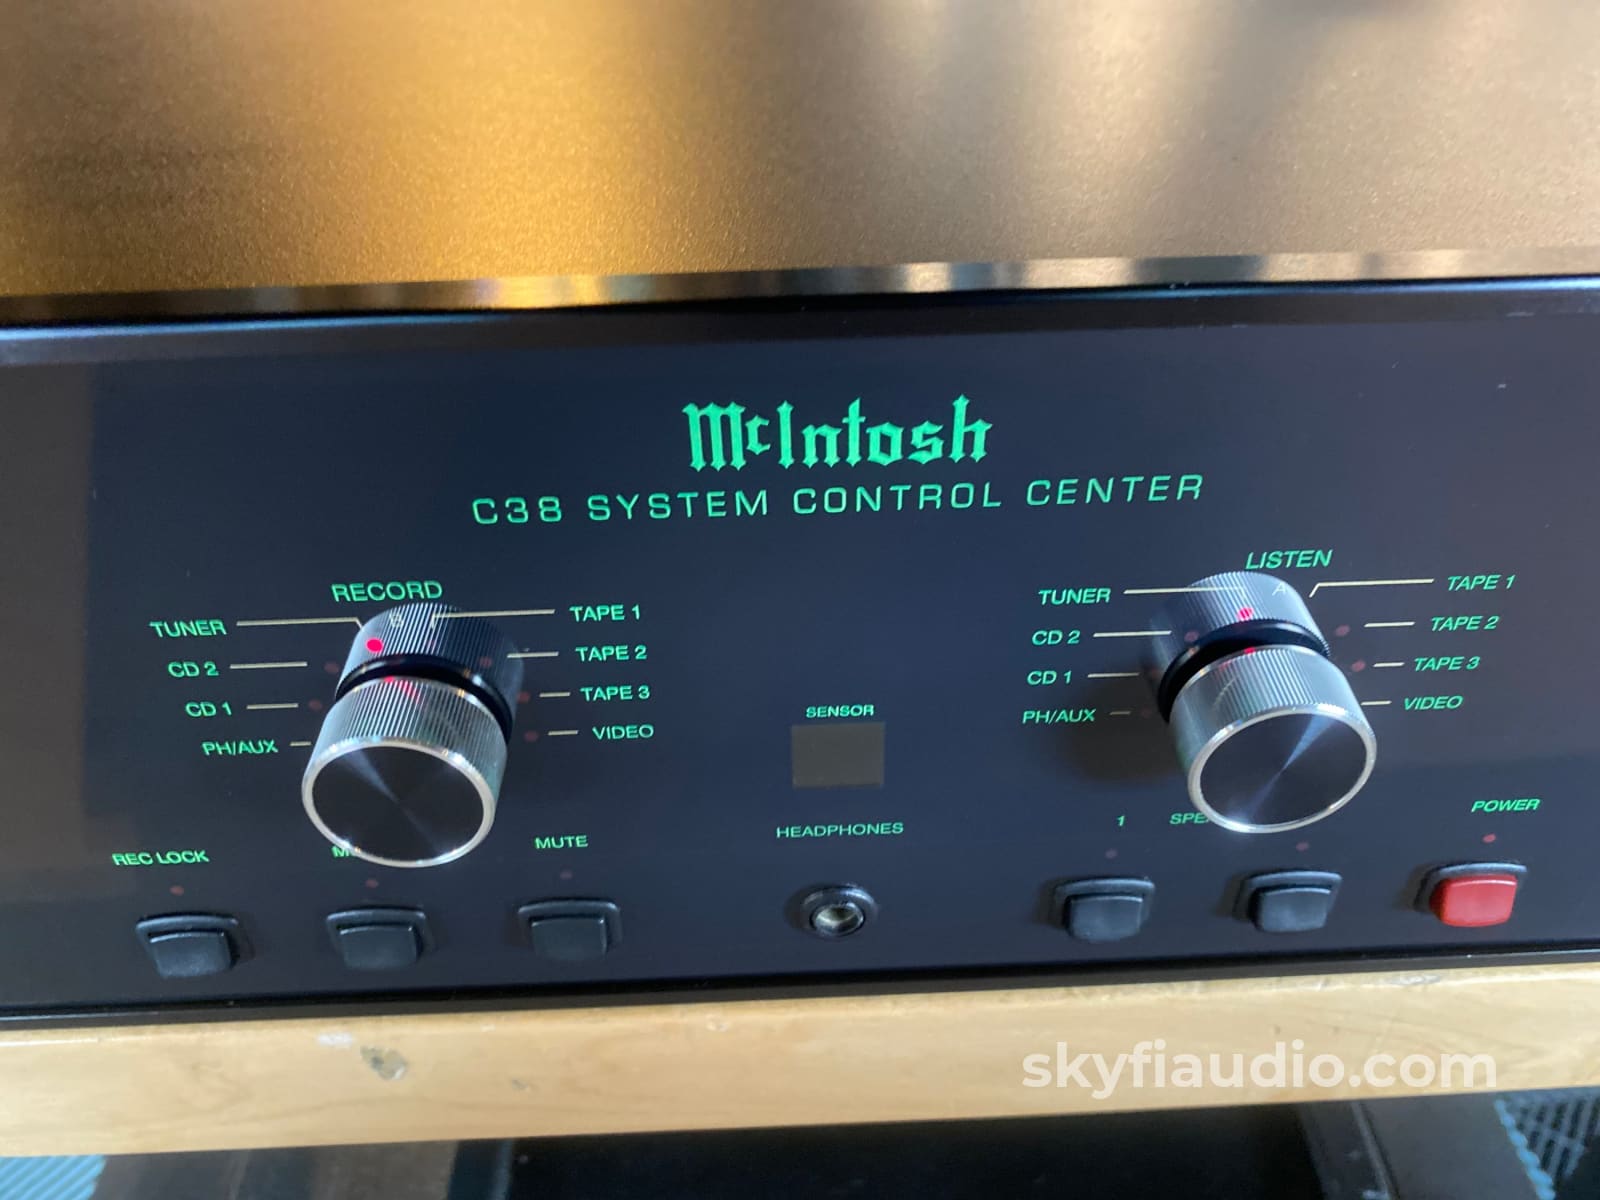 McIntosh
C38 SYSTEM CONTROL CENTER
RECORD
TUNER
CD 2
CD 1
PH/AUX
TAPE 1
TAPE 2
TAPE 3
VIDEO
SENSOR
LISTEN
TUNER
CD 2
CD 1
PH/AUX
A
TAPE 1
TAPE 2
TAPE 3
VIDEO
REC LOCK
MUTE
HEADPHONES
1
POWER
skyfiaudio.com